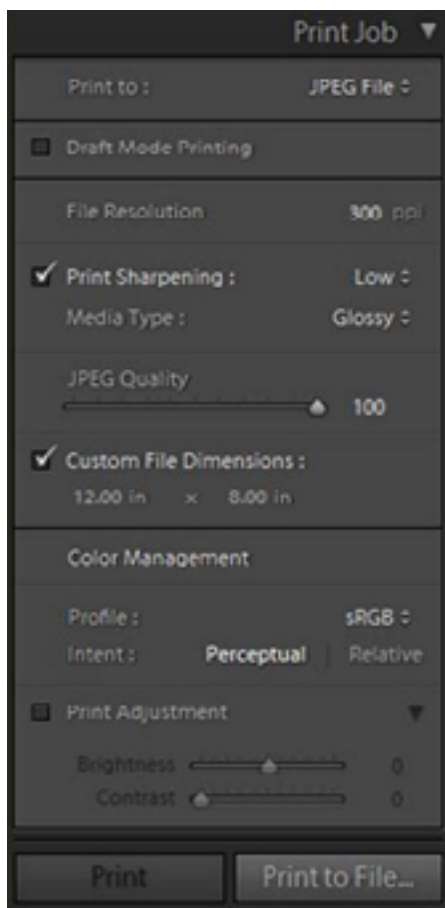 Print Job
Print to : JPEG File
Draft Mode Printing
File Resolution 300 ppi
Print Sharpening : Low
Media Type : Glossy
JPEG Quality
100
Custom File Dimensions :
12.00 in x 8.00 in
Color Management
Profile : sRGB
Intent : Perceptual Relative
Print Adjustment
Brightness 0
Contrast 0
Print Print to File...